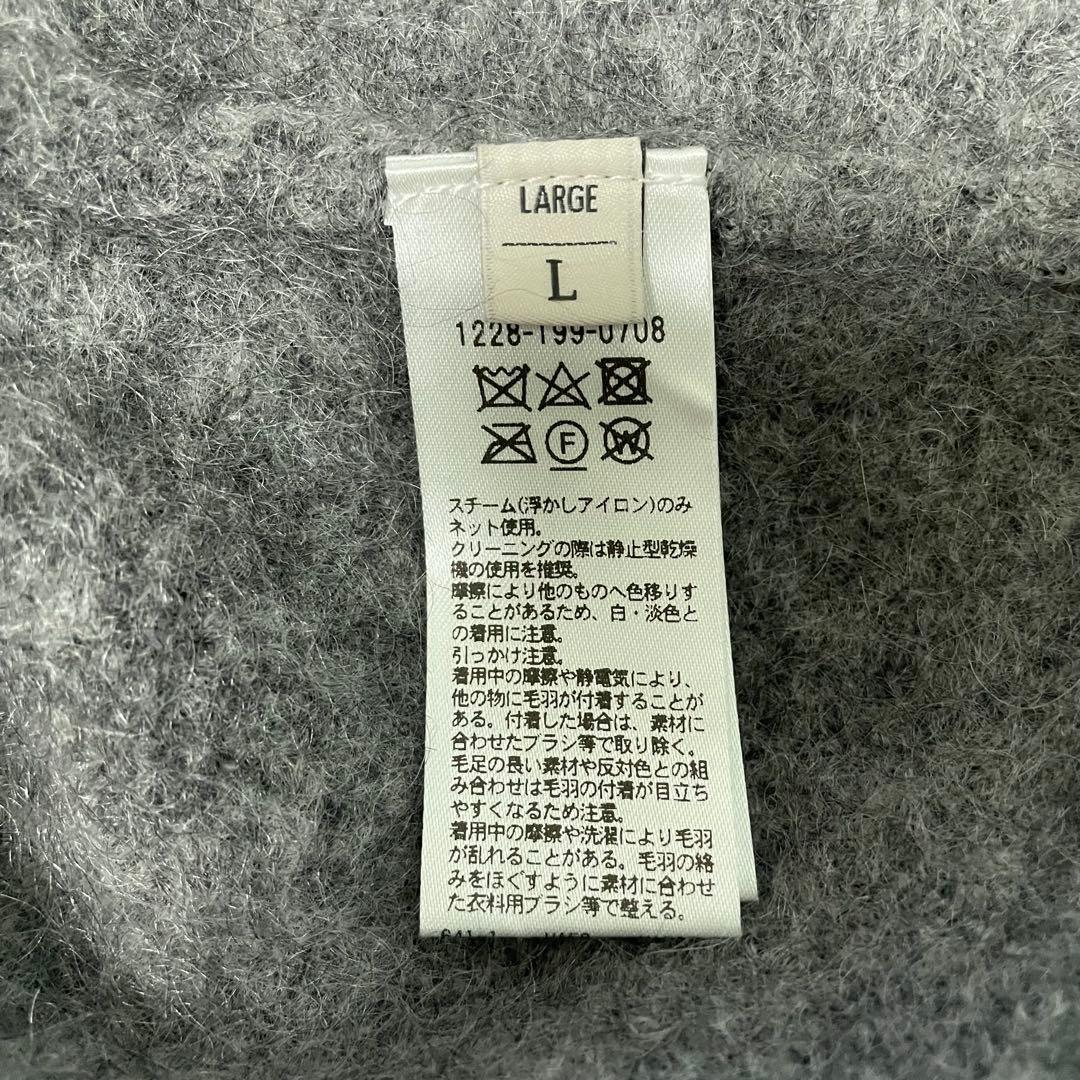 LARGE
L
1228-199-0708
F
W
スチーム(浮かしアイロン)のみ
ネット使用。
クリーニングの際は静止型乾燥
機の使用を推奨。
摩擦により他のものへ色移りす
ることがあるため、白・淡色と
の着用に注意。
引っかけ注意。
着用中の摩擦や静電気により、
他の物に毛羽が付着することが
ある。付着した場合は、素材に
合わせたブラシ等で取り除く。
毛足の長い素材や反対色との組
み合わせは毛羽の付着が目立ち
やすくなるため注意。
着用中の摩擦や洗濯により毛羽
が乱れることがある。毛羽の絡
みをほぐすように素材に合わせ
た衣料用ブラシ等で整える。